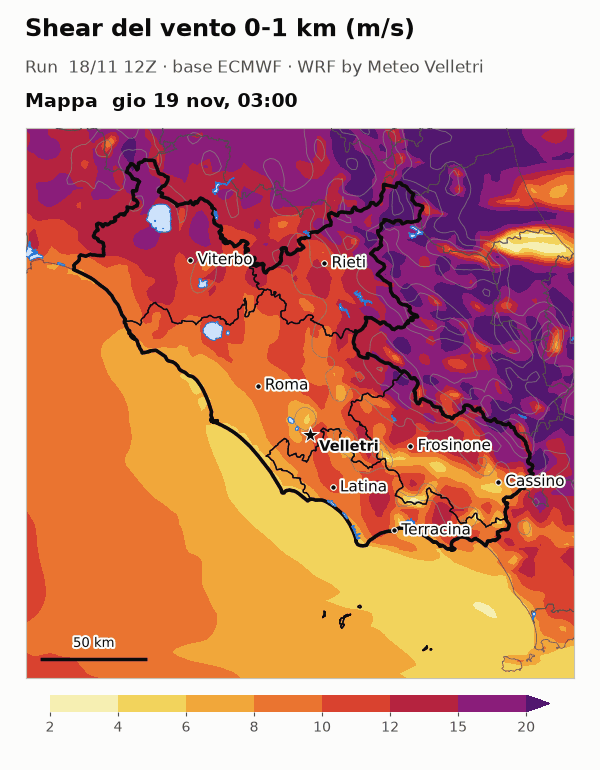 Shear del vento 0-1 km (m/s)
Run  18/11 12Z · base ECMWF · WRF by Meteo Velletri
Mappa  gio 19 nov, 03:00
Viterbo
Rieti
Roma
Velletri
Frosinone
Cassino
Latina
Terracina
50 km
2 4 6 8 10 12 15 20